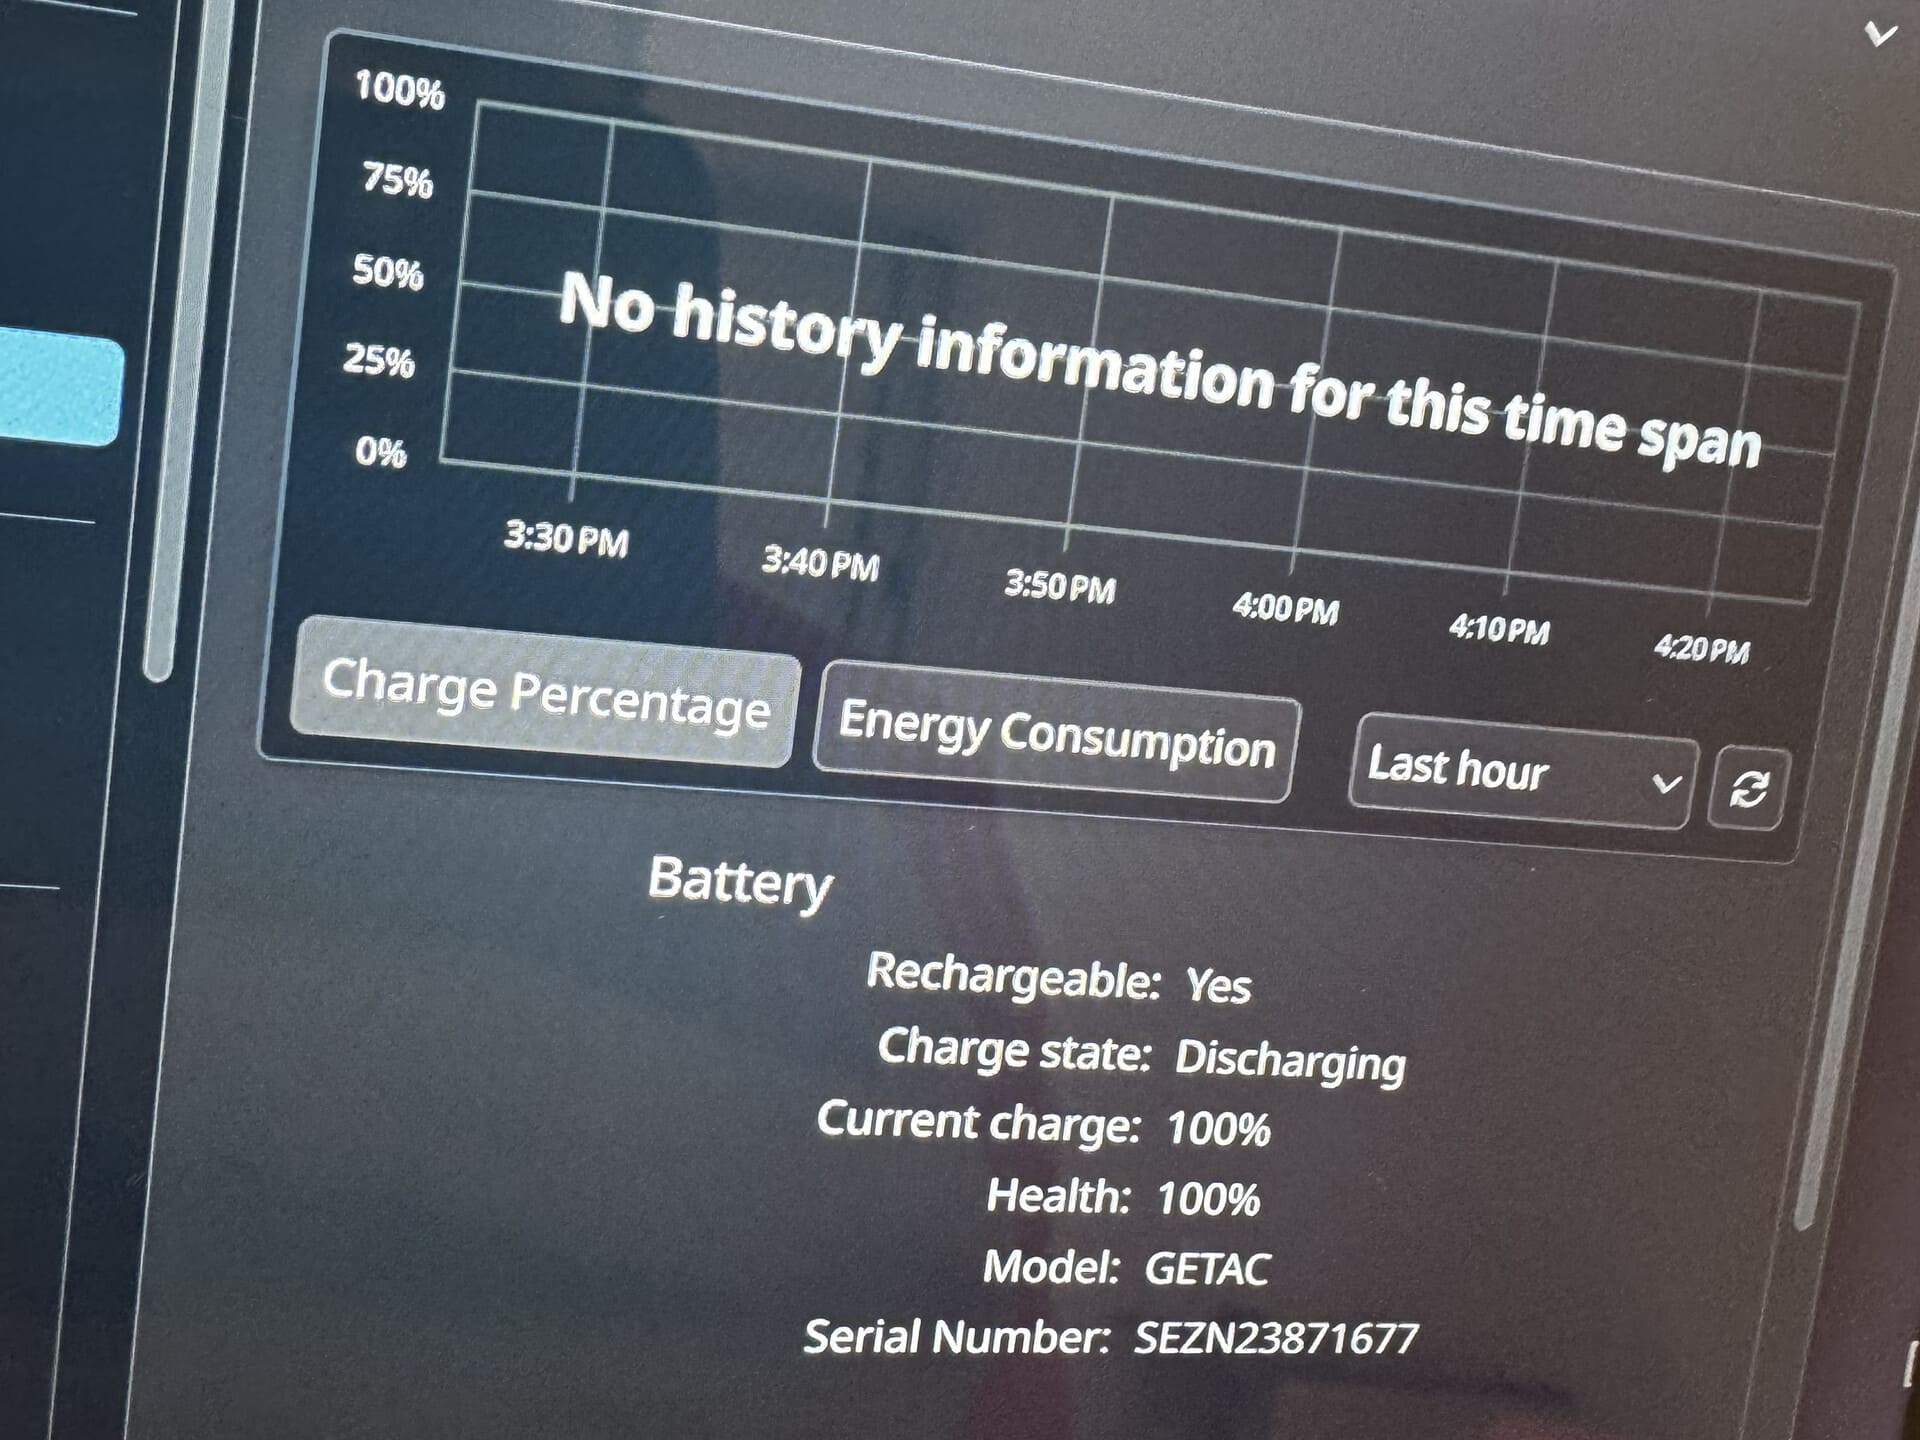 100%
75%
50%
25%
0%
No history information for this time span
3:30 PM
3:40 PM
3:50 PM
4:00 PM
4:10 PM
4:20 PM
Charge Percentage
Energy Consumption
Last hour
Battery
Rechargeable: Yes
Charge state: Discharging
Current charge: 100%
Health: 100%
Model: GETAC
Serial Number: SEZN23871677